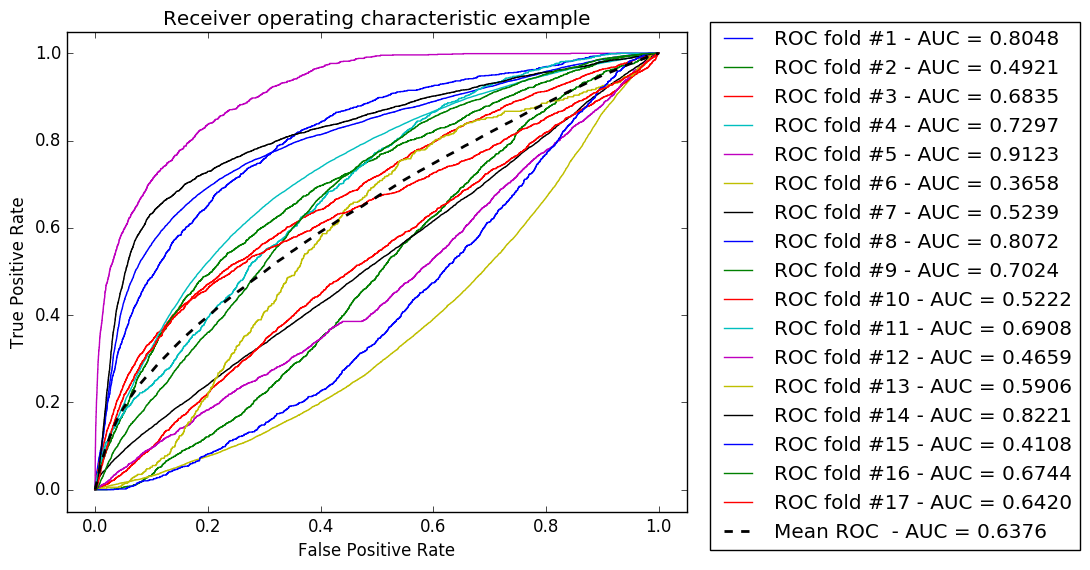 Receiver operating characteristic example
1.0
0.8
0.6
0.4
0.2
0.0
True Positive Rate
0.0 0.2 0.4 0.6 0.8 1.0
False Positive Rate
ROC fold #1 - AUC = 0.8048
ROC fold #2 - AUC = 0.4921
ROC fold #3 - AUC = 0.6835
ROC fold #4 - AUC = 0.7297
ROC fold #5 - AUC = 0.9123
ROC fold #6 - AUC = 0.3658
ROC fold #7 - AUC = 0.5239
ROC fold #8 - AUC = 0.8072
ROC fold #9 - AUC = 0.7024
ROC fold #10 - AUC = 0.5222
ROC fold #11 - AUC = 0.6908
ROC fold #12 - AUC = 0.4659
ROC fold #13 - AUC = 0.5906
ROC fold #14 - AUC = 0.8221
ROC fold #15 - AUC = 0.4108
ROC fold #16 - AUC = 0.6744
ROC fold #17 - AUC = 0.6420
Mean ROC  - AUC = 0.6376